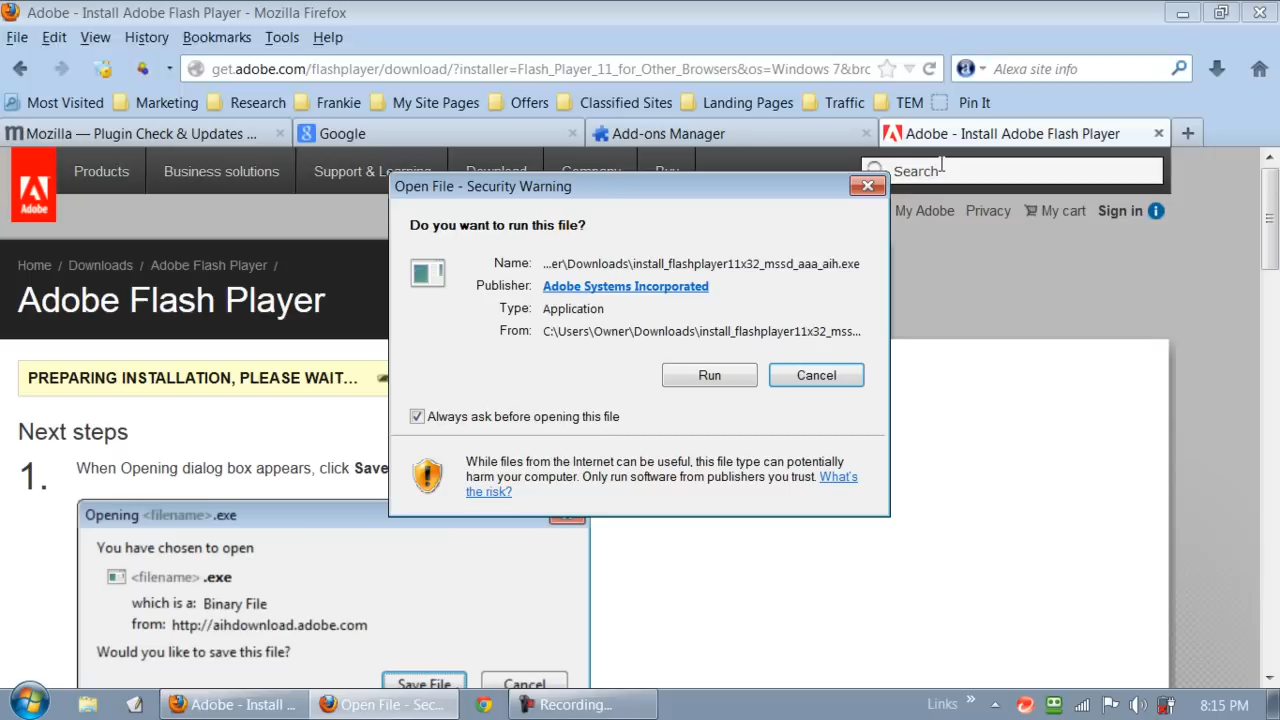 Adobe - Install Adobe Flash Player - Mozilla Firefox
File Edit View History Bookmarks Tools Help
get.adobe.com/flashplayer/download/?installer=Flash_Player_11_for_Other_Browsers&os=Windows 7&brc
Alexa site info
Most Visited Marketing Research Frankie My Site Pages Offers Classified Sites Landing Pages Traffic TEM Pin It
Mozilla — Plugin Check & Updates ... Google Add-ons Manager Adobe - Install Adobe Flash Player
Adobe Products Business solutions Support & Learning Download Company Buy Search
My Adobe Privacy My cart Sign in
Home / Downloads / Adobe Flash Player /
Adobe Flash Player
PREPARING INSTALLATION, PLEASE WAIT...
Next steps
1. When Opening dialog box appears, click Save
Opening <filename>.exe
You have chosen to open
<filename> .exe
which is a: Binary File
from: http://aihdownload.adobe.com
Would you like to save this file?
Save File Cancel
Open File - Security Warning
Do you want to run this file?
Name: ...er\Downloads\install_flashplayer11x32_mssd_aaa_aih.exe
Publisher: Adobe Systems Incorporated
Type: Application
From: C:\Users\Owner\Downloads\install_flashplayer11x32_mss...
Run Cancel
Always ask before opening this file
While files from the Internet can be useful, this file type can potentially
harm your computer. Only run software from publishers you trust. What's
the risk?
Adobe - Install ... Open File - Sec... Recording... Links » 8:15 PM